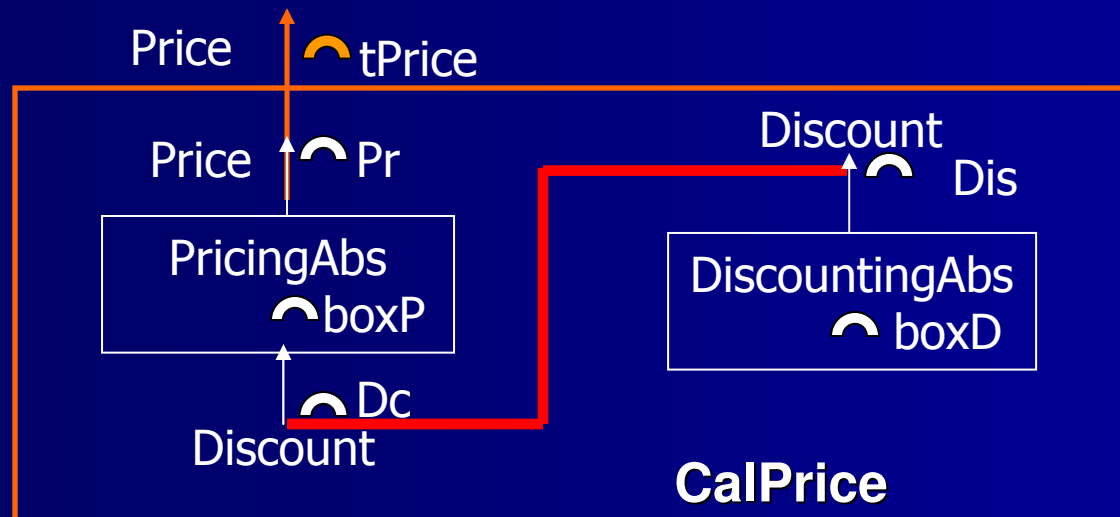 Price
tPrice
Price
Pr
Discount
Dis
PricingAbs
boxP
DiscountingAbs
boxD
Dc
Discount
CalPrice